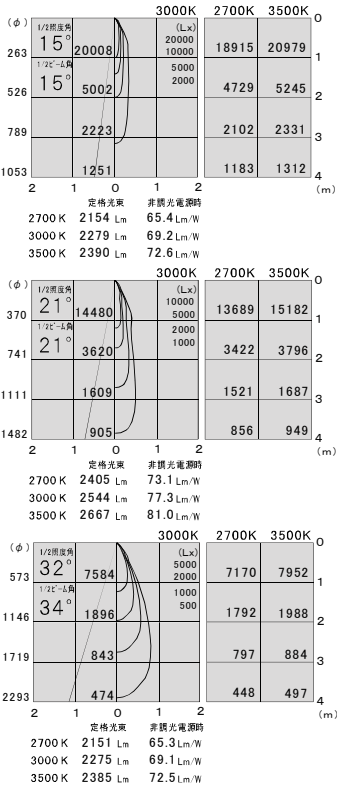 (φ) 3000K 2700K 3500K
1/2照度角 (Lx) 0
15° 20000
263 20008 10000 18915 20979 1
1/2ビーム角 5000
15° 2000
526 5002 4729 5245 2
789 2223 2102 2331 3
1053 1251 1183 1312 4
2 1 0 1 2 (m)
定格光束 非調光電源時
2700K 2154 Lm 65.4 Lm/W
3000K 2279 Lm 69.2 Lm/W
3500K 2390 Lm 72.6 Lm/W
(φ) 3000K 2700K 3500K
1/2照度角 (Lx) 0
21° 10000
370 14480 5000 13689 15182 1
1/2ビーム角 2000
21° 1000
741 3620 3422 3796 2
1111 1609 1521 1687 3
1482 905 856 949 4
2 1 0 1 2 (m)
定格光束 非調光電源時
2700K 2405 Lm 73.1 Lm/W
3000K 2544 Lm 77.3 Lm/W
3500K 2667 Lm 81.0 Lm/W
(φ) 3000K 2700K 3500K
1/2照度角 (Lx) 0
32° 5000
573 7584 2000 7170 7952 1
1/2ビーム角 1000
34° 500
1146 1896 1792 1988 2
1719 843 797 884 3
2293 474 448 497 4
2 1 0 1 2 (m)
定格光束 非調光電源時
2700K 2151 Lm 65.3 Lm/W
3000K 2275 Lm 69.1 Lm/W
3500K 2385 Lm 72.5 Lm/W